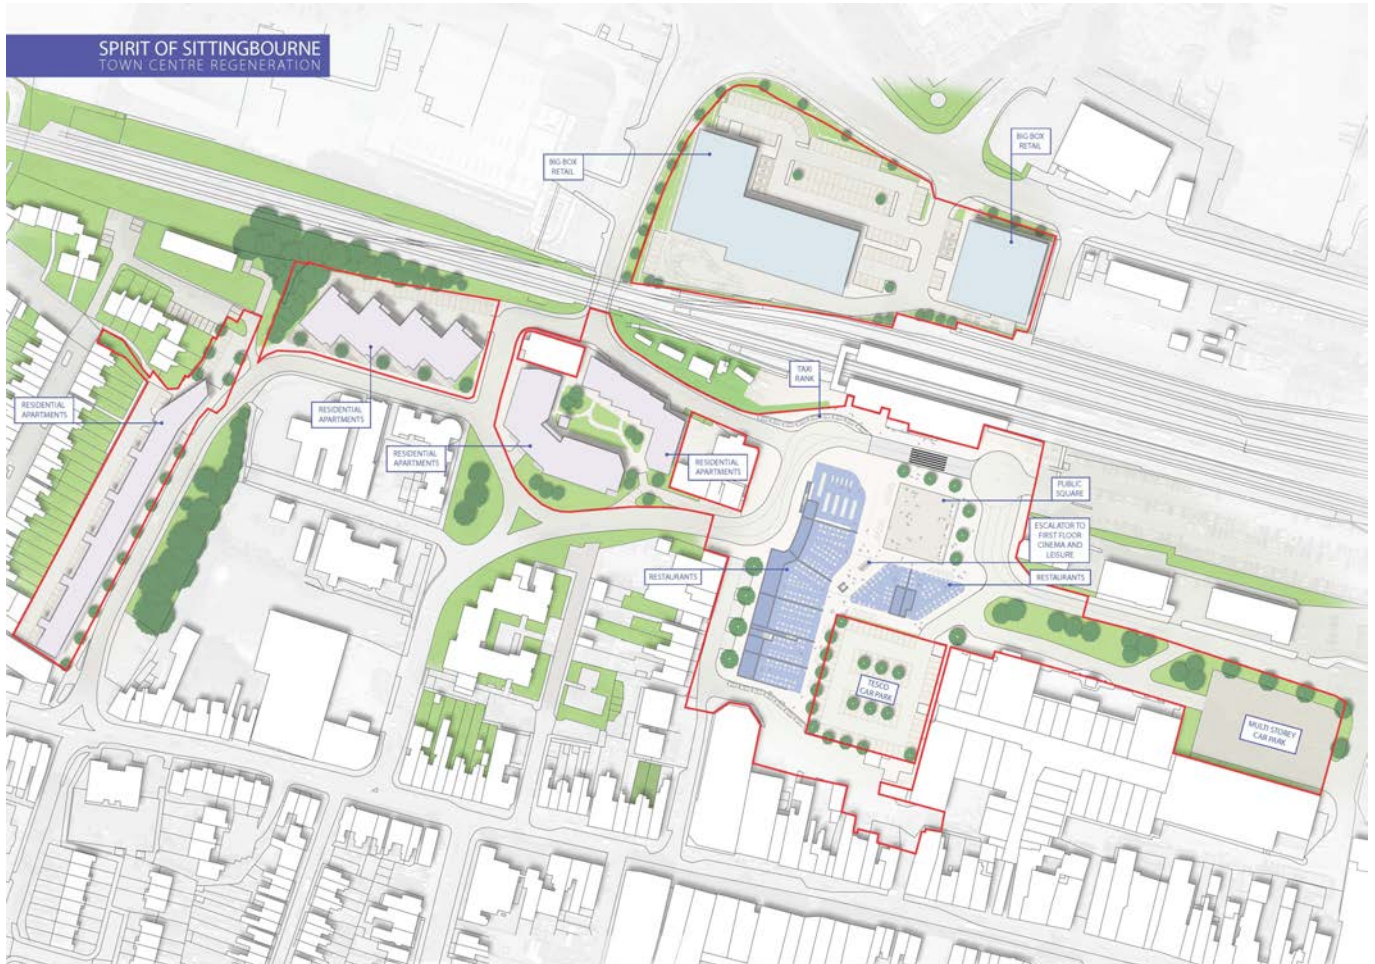 SPIRIT OF SITTINGBOURNE
TOWN CENTRE REGENERATION
BIG BOX
RETAIL
BIG BOX
RETAIL
TAXI
RANK
RESIDENTIAL
APARTMENTS
RESIDENTIAL
APARTMENTS
RESIDENTIAL
APARTMENTS
RESIDENTIAL
APARTMENTS
PUBLIC
SQUARE
ESCALATOR TO
FIRST FLOOR
CINEMA AND
LEISURE
RESTAURANTS
RESTAURANTS
TESCO
CAR PARK
MULTI STOREY
CAR PARK